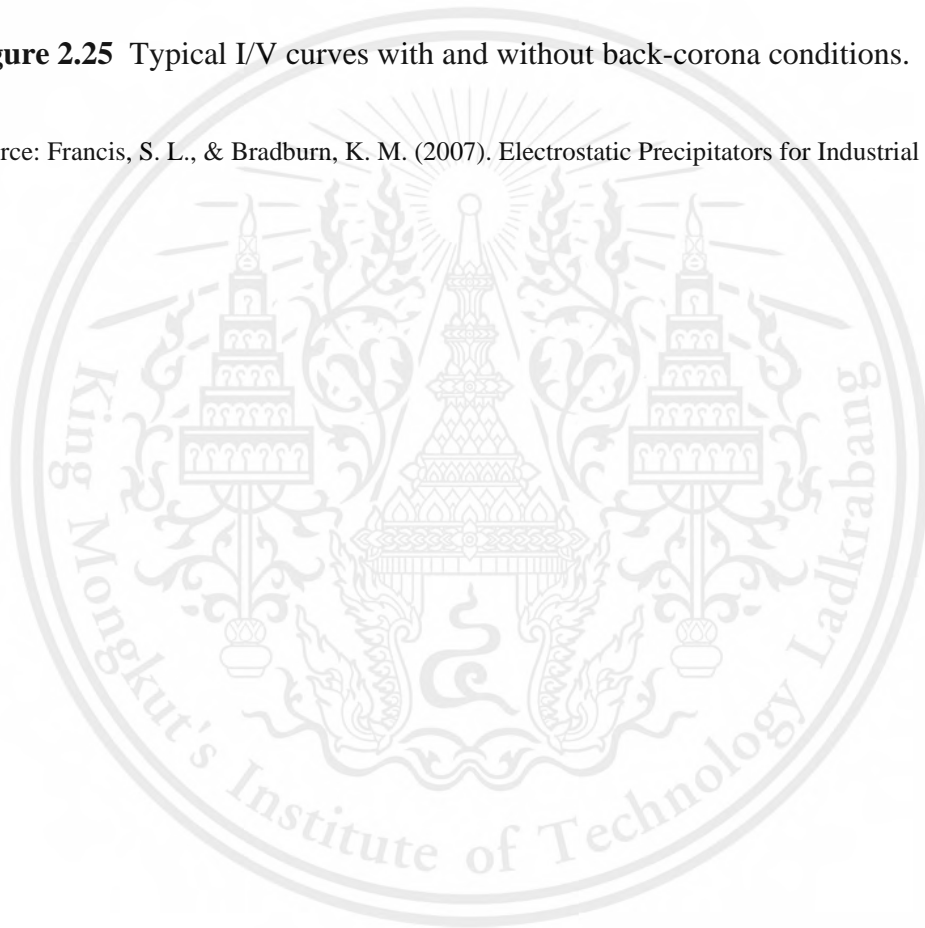 gure 2.25 Typical I/V curves with and without back-corona conditions.
rce: Francis, S. L., & Bradburn, K. M. (2007). Electrostatic Precipitators for Industrial
King Mongkut's Institute of Technology Ladkrabang